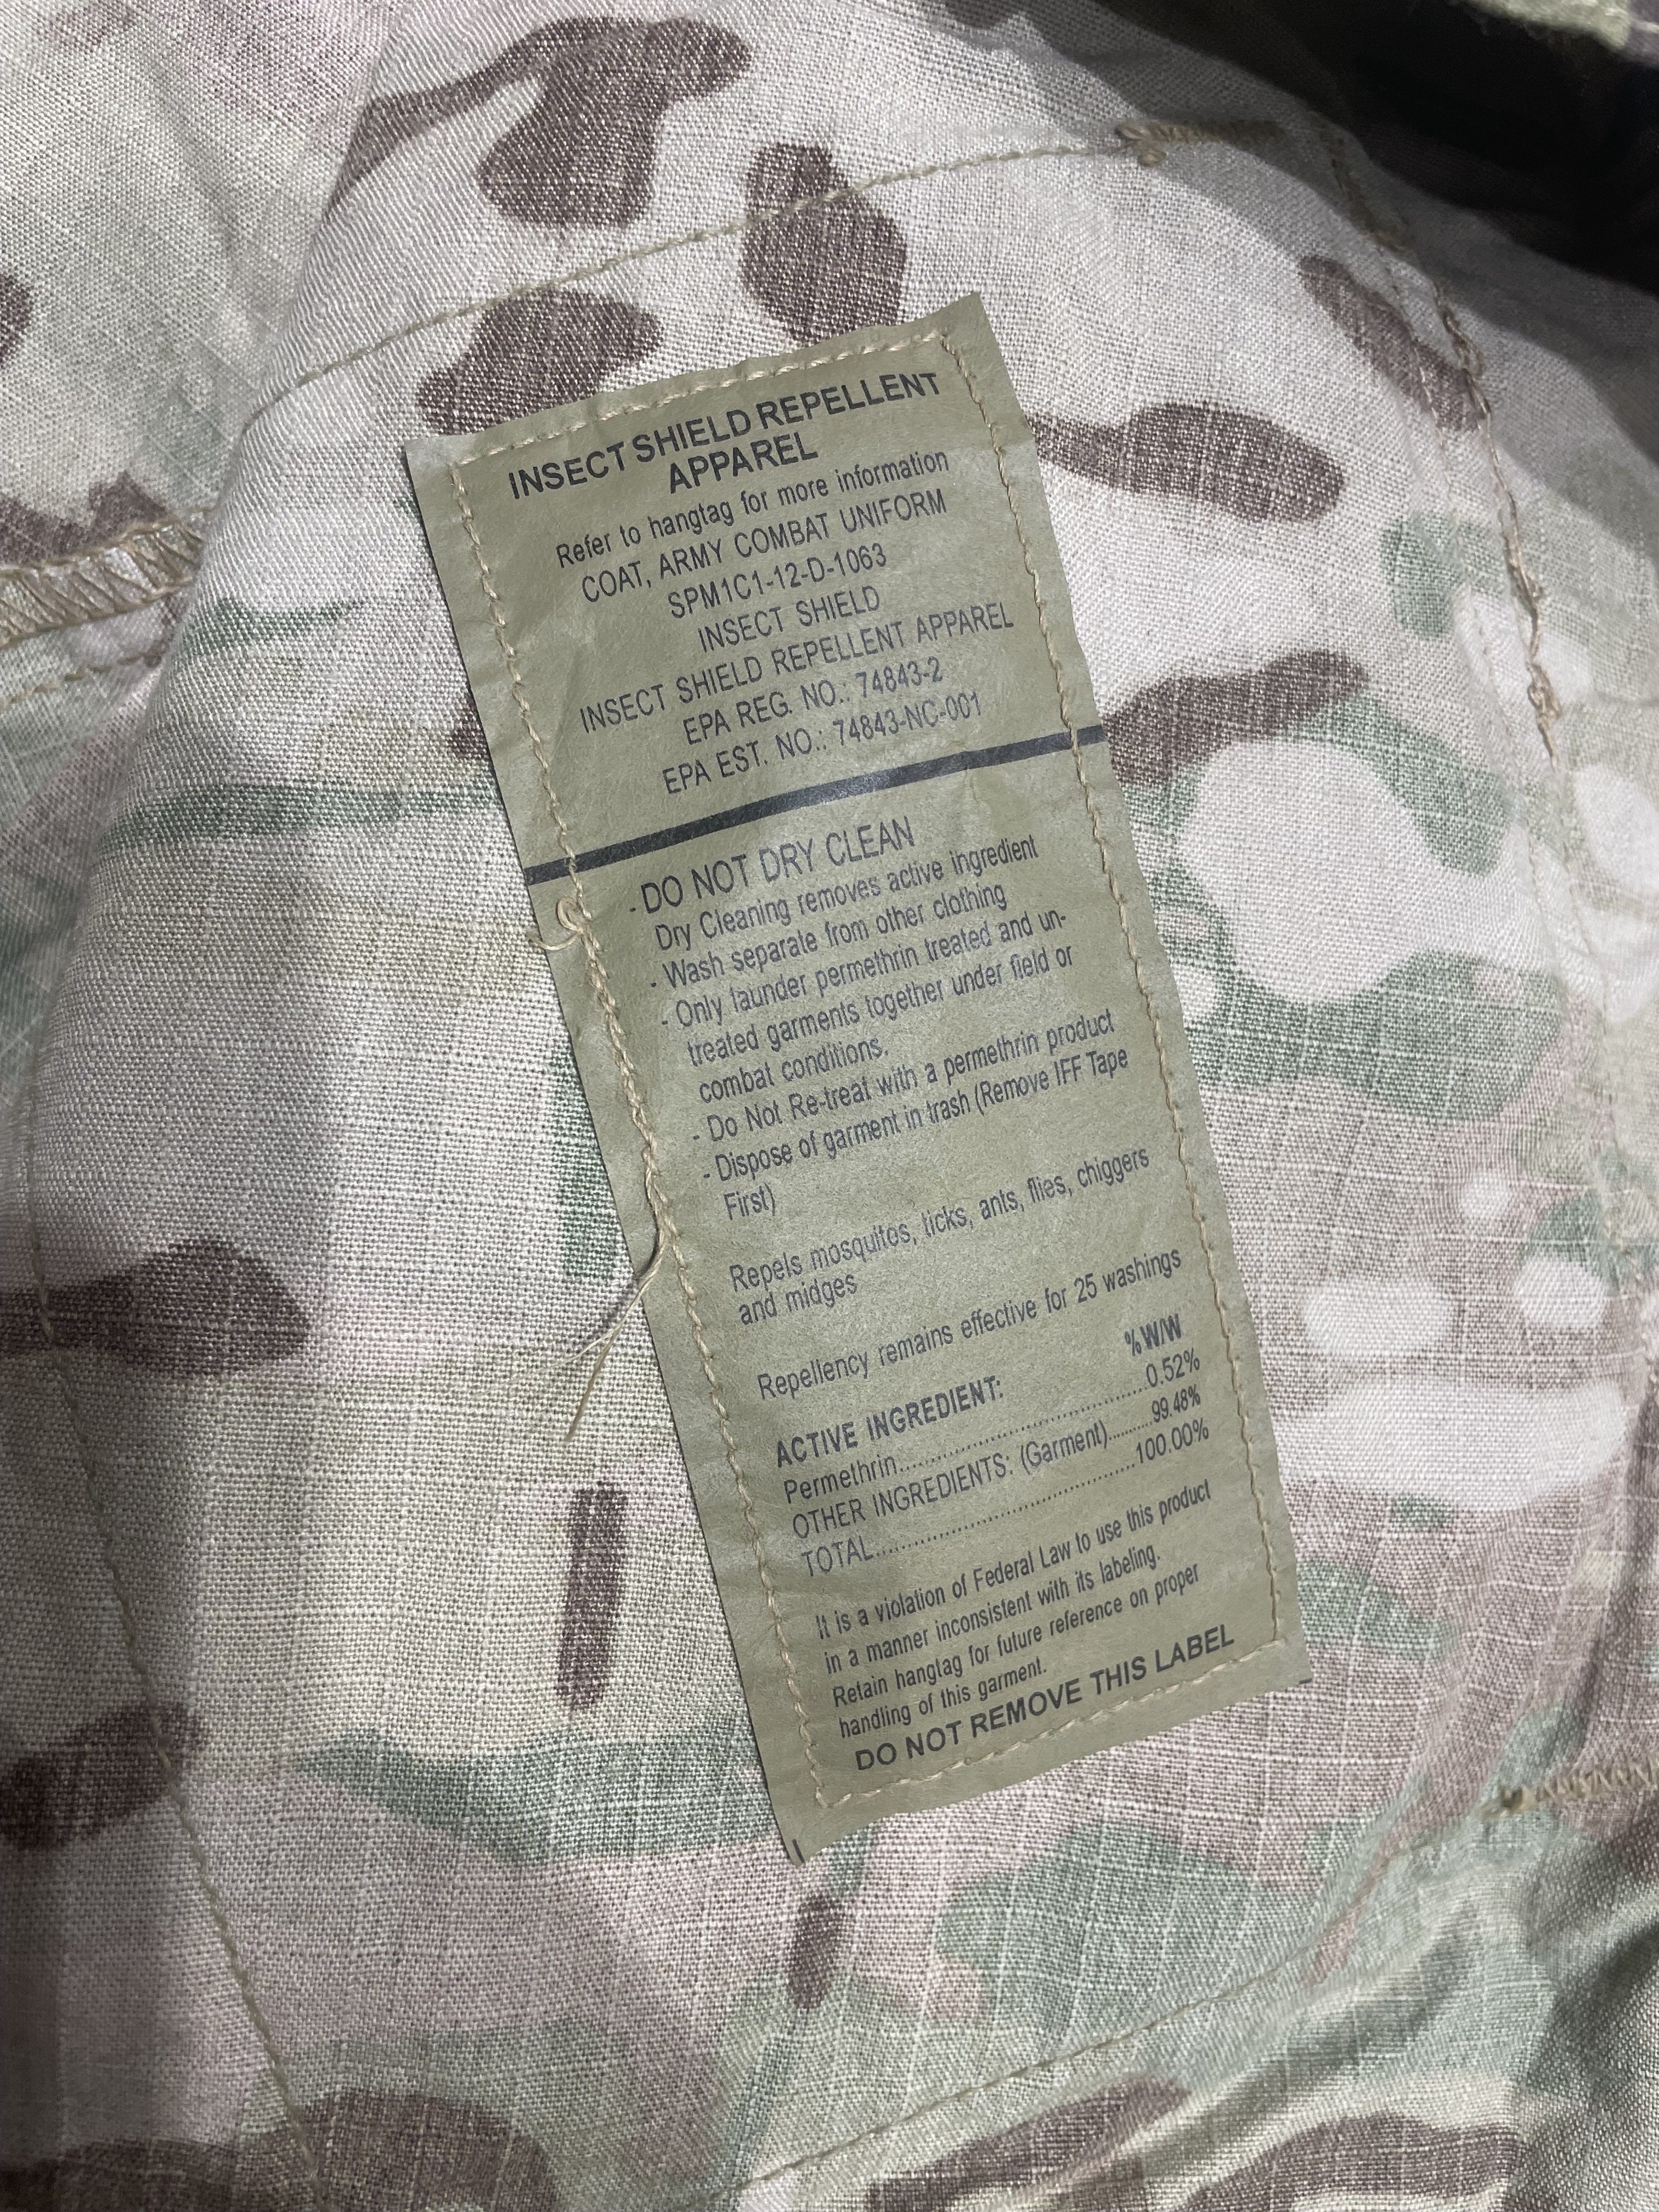 INSECT SHIELD REPELLENT
APPAREL
Refer to hangtag for more information
COAT, ARMY COMBAT UNIFORM
SPM1C1-12-D-1063
INSECT SHIELD
INSECT SHIELD REPELLENT APPAREL
EPA REG. NO.: 74843-2
EPA EST. NO.: 74843-NC-001
- DO NOT DRY CLEAN
Dry Cleaning removes active ingredient
- Wash separate from other clothing
- Only launder permethrin treated and un-
treated garments together under field or
combat conditions.
- Do Not Re-treat with a permethrin product
- Dispose of garment in trash (Remove IFF Tape
First)
Repels mosquitos, ticks, ants, flies, chiggers
and midges
Repellency remains effective for 25 washings
%W/W
ACTIVE INGREDIENT:
Permethrin..............................0.52%
OTHER INGREDIENTS: (Garment).........99.48%
TOTAL...................................100.00%
It is a violation of Federal Law to use this product
in a manner inconsistent with its labeling.
Retain hangtag for future reference on proper
handling of this garment.
DO NOT REMOVE THIS LABEL